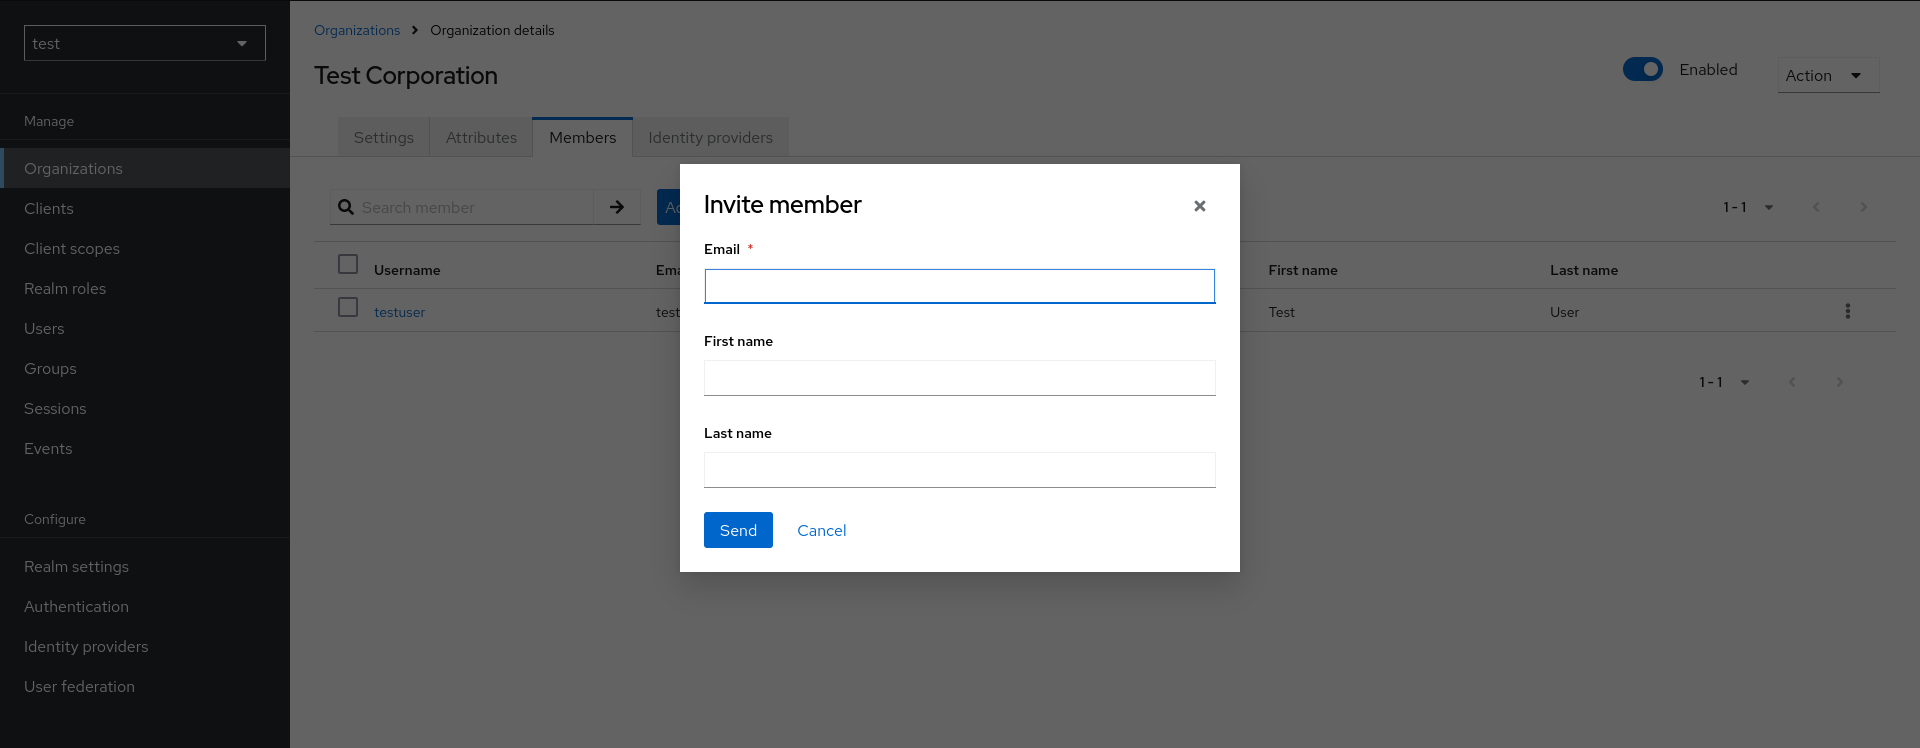 test
Manage
Organizations
Clients
Client scopes
Realm roles
Users
Groups
Sessions
Events
Configure
Realm settings
Authentication
Identity providers
User federation
Organizations Organization details
Test Corporation
Enabled
Action
Settings Attributes Members Identity providers
Search member
1 - 1
Username First name Last name
testuser test Test User
1 - 1
Invite member
Email *
First name
Last name
Send Cancel